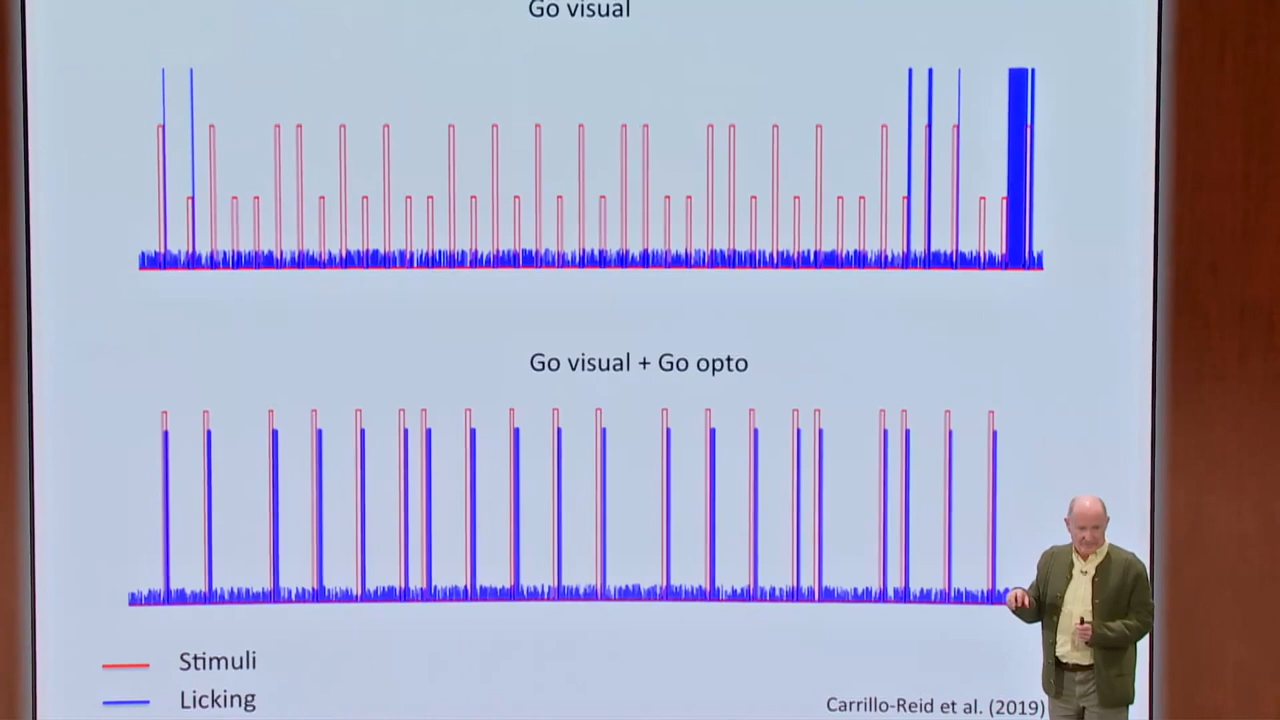 Go visual
Go visual + Go opto
Stimuli
Licking
Carrillo-Reid et al. (2019)